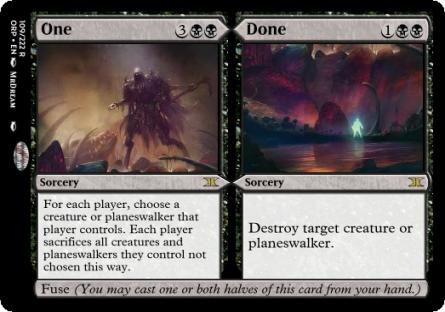 One 3
Done 1
Sorcery
Sorcery
For each player, choose a
creature or planeswalker that
player controls. Each player
sacrifices all creatures and
planeswalkers they control not
chosen this way.
Destroy target creature or
planeswalker.
Fuse (You may cast one or both halves of this card from your hand.)
109/222 R
ORP • EN MRDREAM